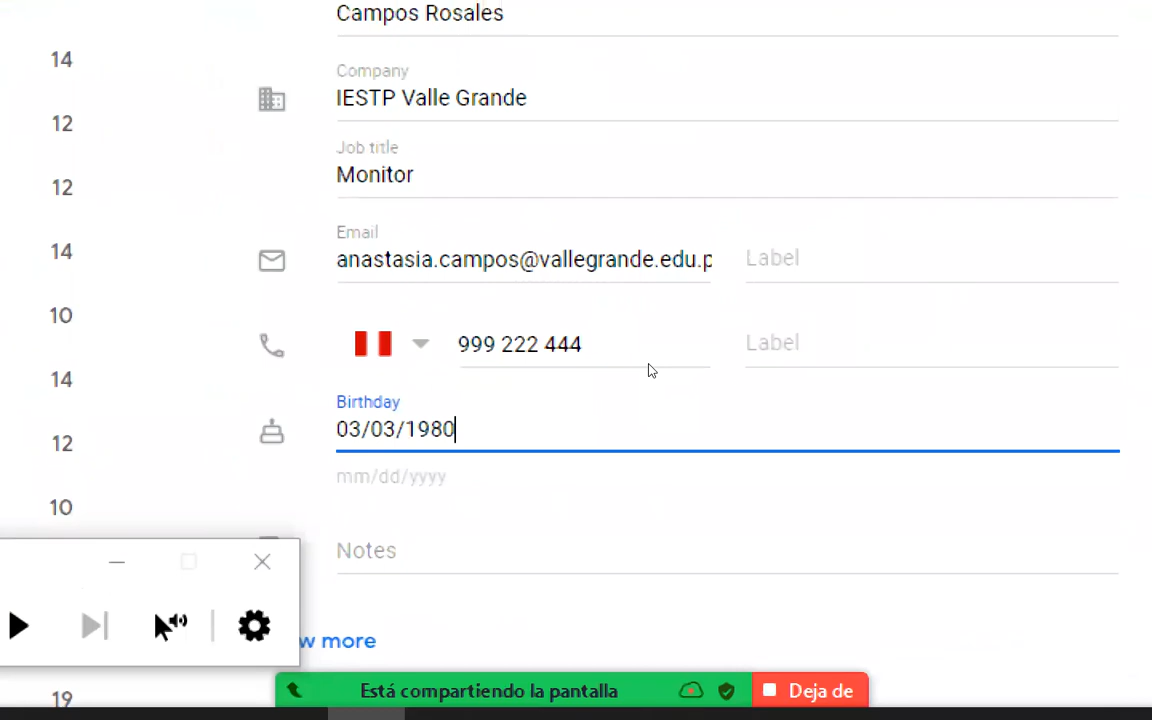 Campos Rosales
14
Company
IESTP Valle Grande
12
Job title
12
Monitor
Email
14
anastasia.campos@vallegrande.edu.p
Label
10
999 222 444
Label
14
Birthday
03/03/1980
12
mm/dd/yyyy
10
Notes
w more
Está compartiendo la pantalla
Deja de
19